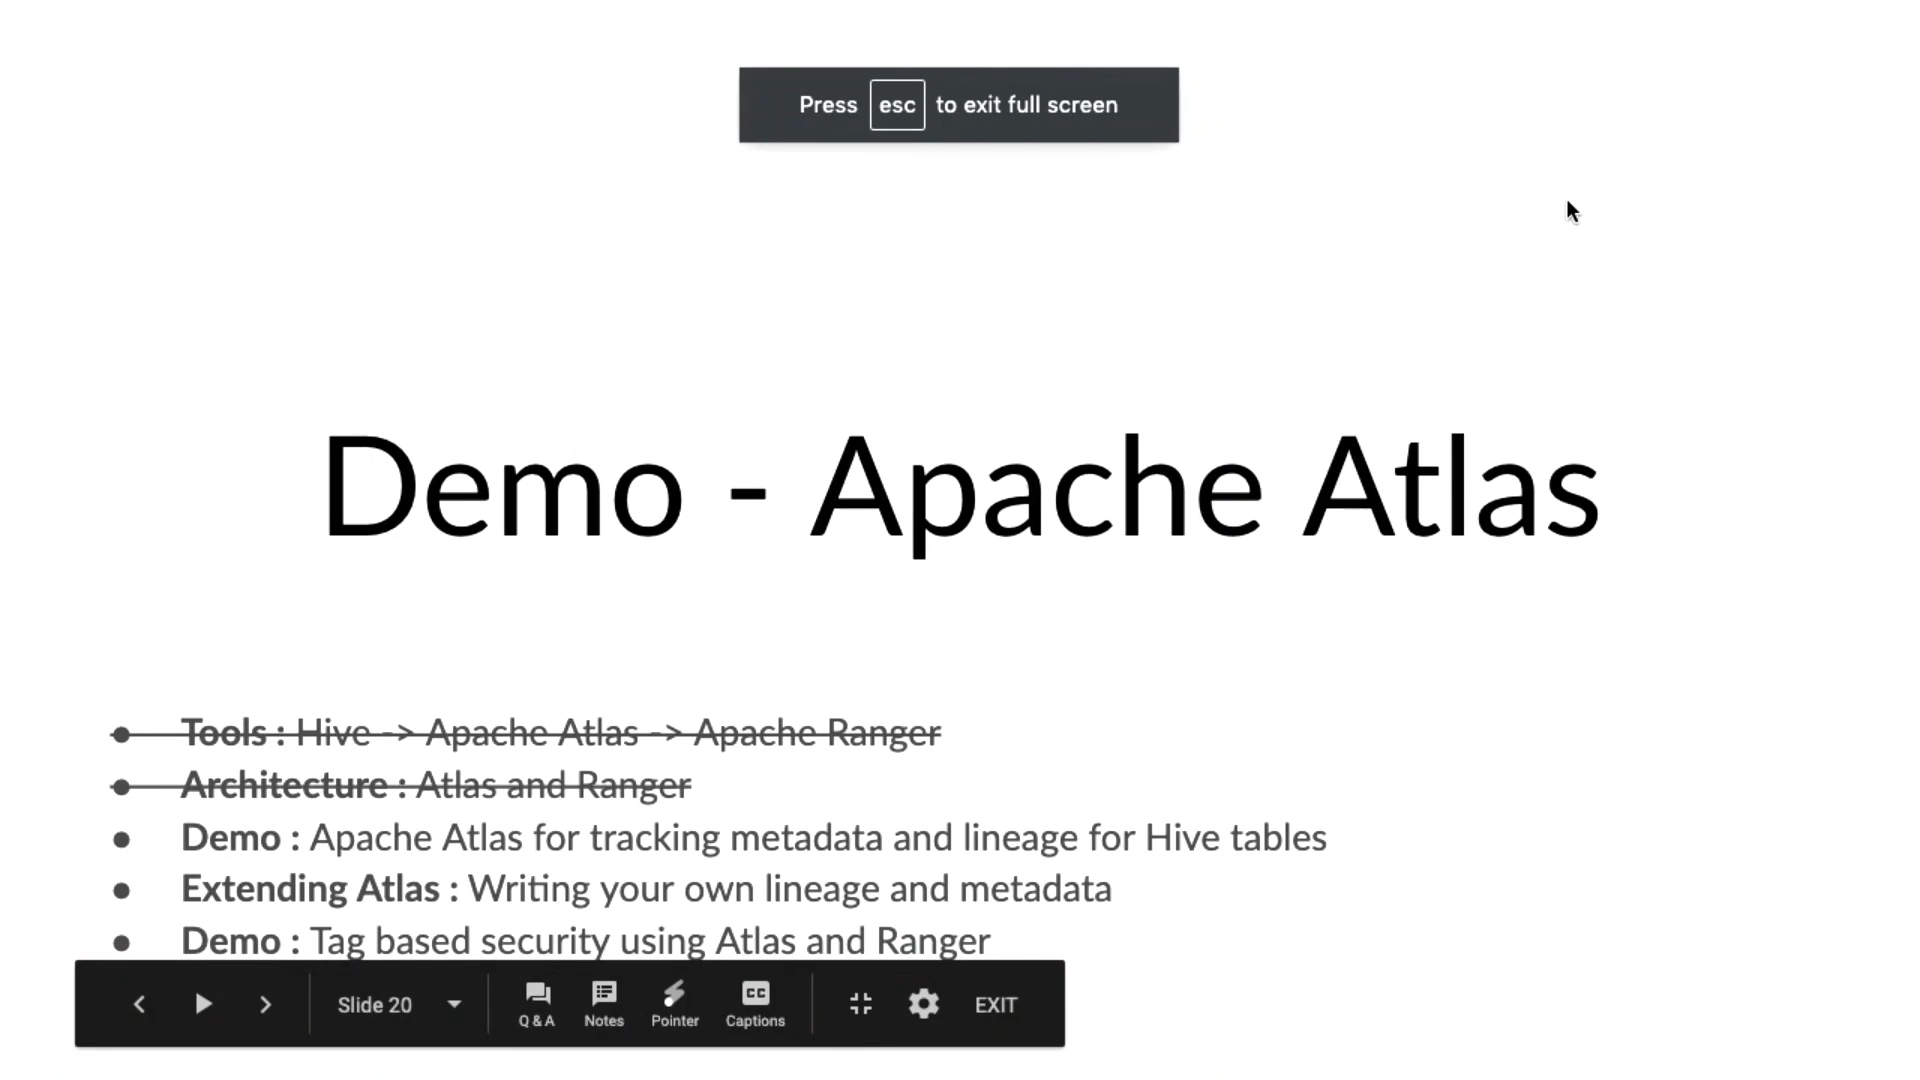 Press esc to exit full screen
Demo - Apache Atlas
● Tools : Hive -> Apache Atlas -> Apache Ranger
● Architecture : Atlas and Ranger
● Demo : Apache Atlas for tracking metadata and lineage for Hive tables
● Extending Atlas : Writing your own lineage and metadata
● Demo : Tag based security using Atlas and Ranger
Slide 20 Q & A Notes Pointer CC Captions EXIT